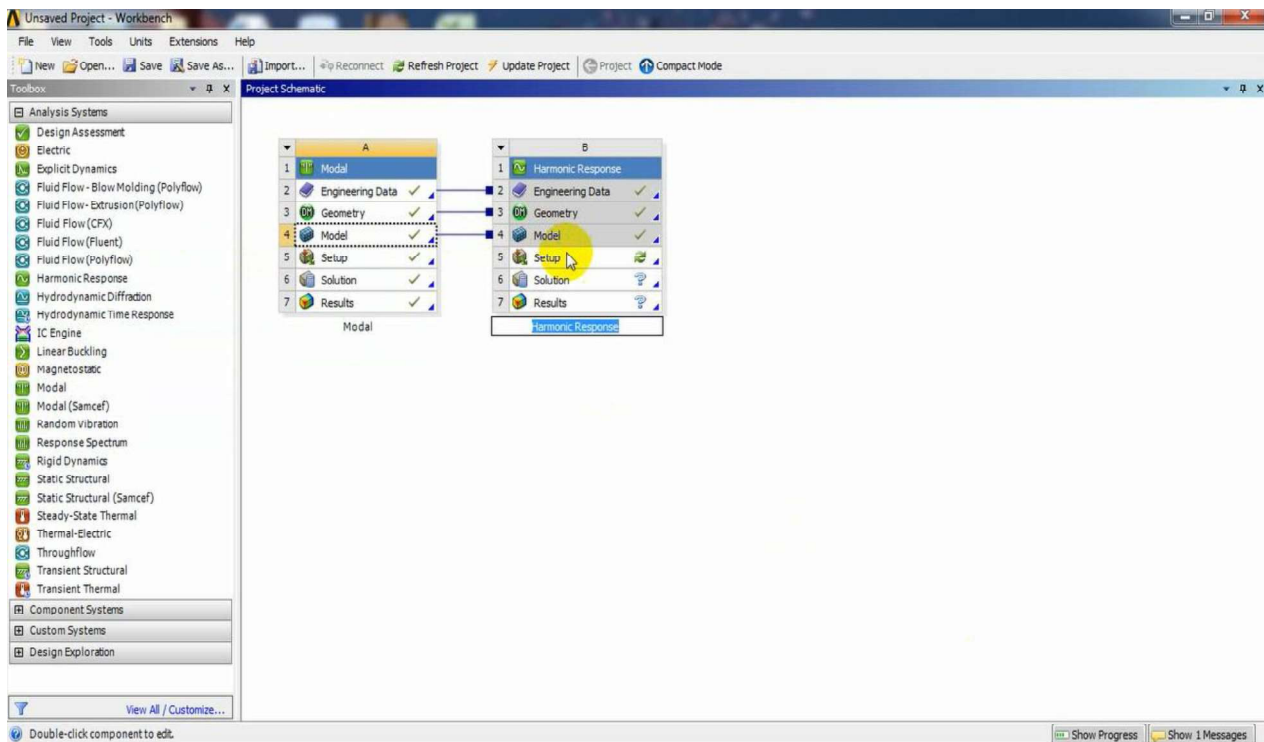 Unsaved Project - Workbench
File View Tools Units Extensions Help
New Open... Save Save As... Import... Reconnect Refresh Project Update Project Project Compact Mode
Toolbox
Project Schematic
Analysis Systems
Design Assessment
Electric
Explicit Dynamics
Fluid Flow - Blow Molding (Polyflow)
Fluid Flow - Extrusion (Polyflow)
Fluid Flow (CFX)
Fluid Flow (Fluent)
Fluid Flow (Polyflow)
Harmonic Response
Hydrodynamic Diffraction
Hydrodynamic Time Response
IC Engine
Linear Buckling
Magnetostatic
Modal
Modal (Samcef)
Random Vibration
Response Spectrum
Rigid Dynamics
Static Structural
Static Structural (Samcef)
Steady-State Thermal
Thermal-Electric
Throughflow
Transient Structural
Transient Thermal
Component Systems
Custom Systems
Design Exploration
View All / Customize...
A
1 Modal
2 Engineering Data
3 Geometry
4 Model
5 Setup
6 Solution
7 Results
Modal
B
1 Harmonic Response
2 Engineering Data
3 Geometry
4 Model
5 Setup
6 Solution
7 Results
Harmonic Response
Double-click component to edit.
Show Progress Show 1 Messages